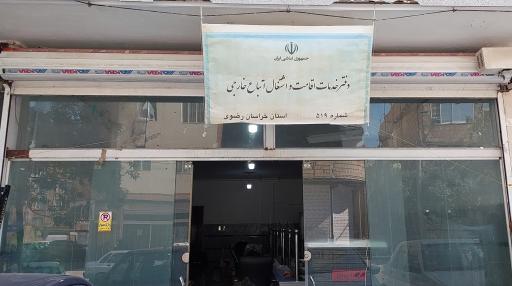 جمهوری اسلامی ایران
دفتر خدمات اقامت و اشتغال اتباع خارجی
شماره ۵۱۹ استان خراسان رضوی